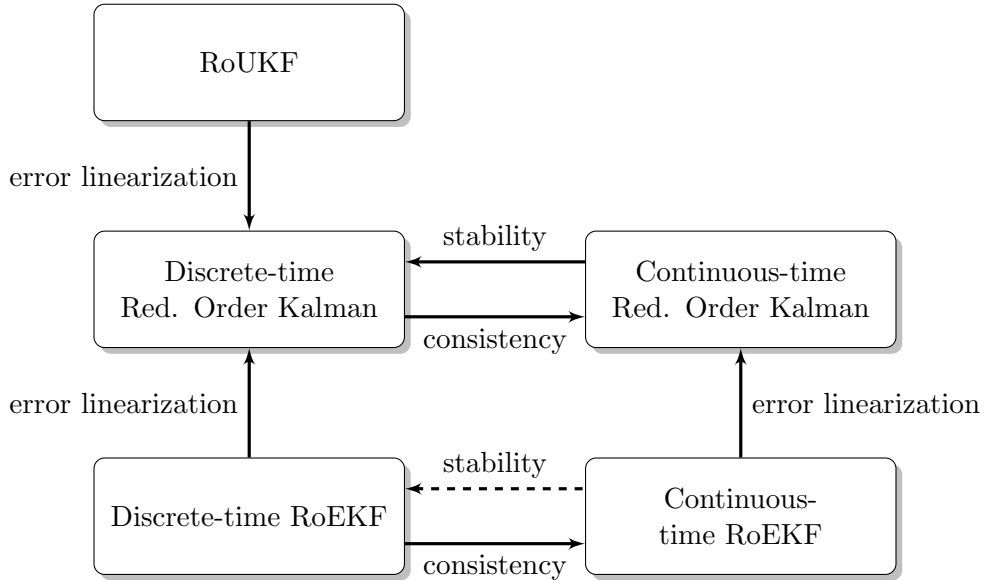 RoUKF
error linearization
stability
Discrete-time
Red. Order Kalman
Continuous-time
Red. Order Kalman
consistency
error linearization
error linearization
stability
Discrete-time RoEKF
Continuous-
time RoEKF
consistency